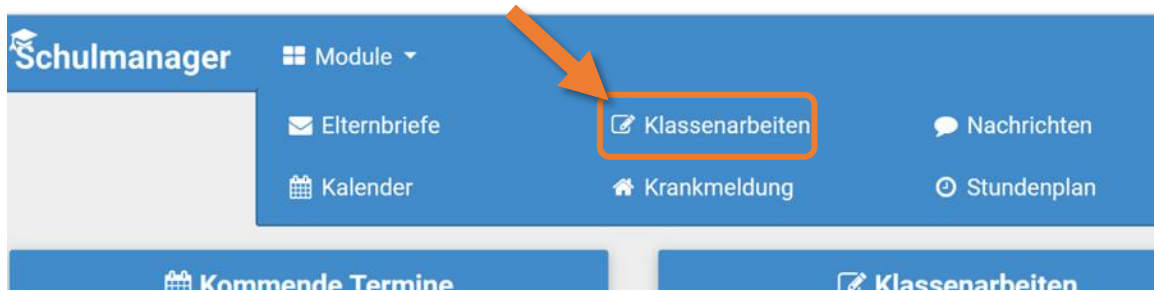 Schulmanager Module
Elternbriefe Klassenarbeiten Nachrichten
Kalender Krankmeldung Stundenplan
Kommende Termine Klassenarbeiten